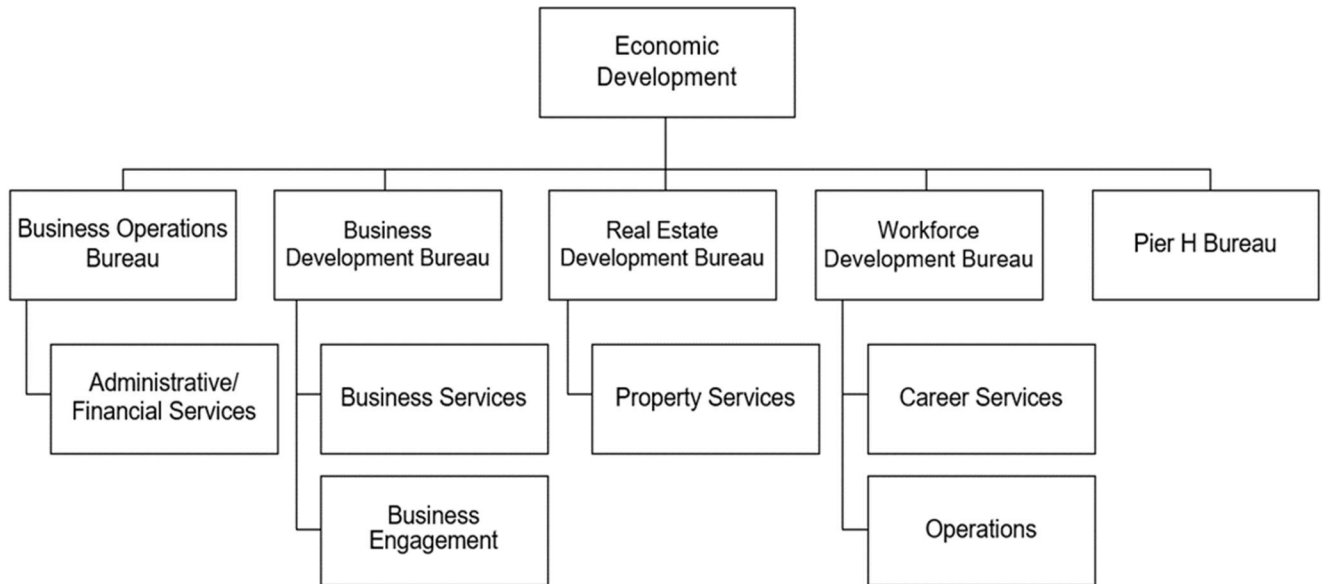 Economic
Development
Business Operations
Bureau
Business
Development Bureau
Real Estate
Development Bureau
Workforce
Development Bureau
Pier H Bureau
Administrative/
Financial Services
Business Services
Property Services
Career Services
Business
Engagement
Operations